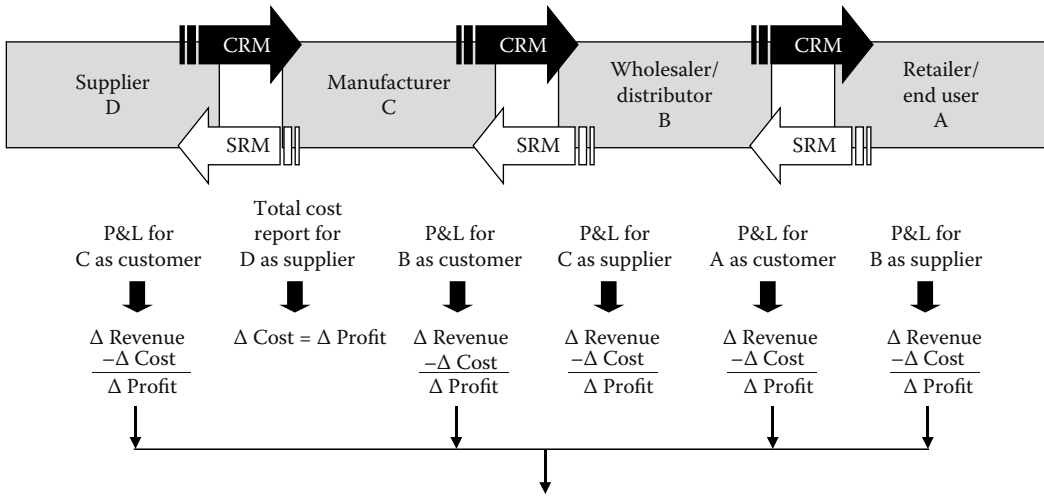 CRM
CRM
CRM
Supplier
D
Manufacturer
C
Wholesaler/
distributor
B
Retailer/
end user
A
SRM
SRM
SRM
P&L for
C as customer
Total cost
report for
D as supplier
P&L for
B as customer
P&L for
C as supplier
P&L for
A as customer
P&L for
B as supplier
Δ Revenue
–Δ Cost
Δ Profit
Δ Cost = Δ Profit
Δ Revenue
–Δ Cost
Δ Profit
Δ Revenue
–Δ Cost
Δ Profit
Δ Revenue
–Δ Cost
Δ Profit
Δ Revenue
–Δ Cost
Δ Profit